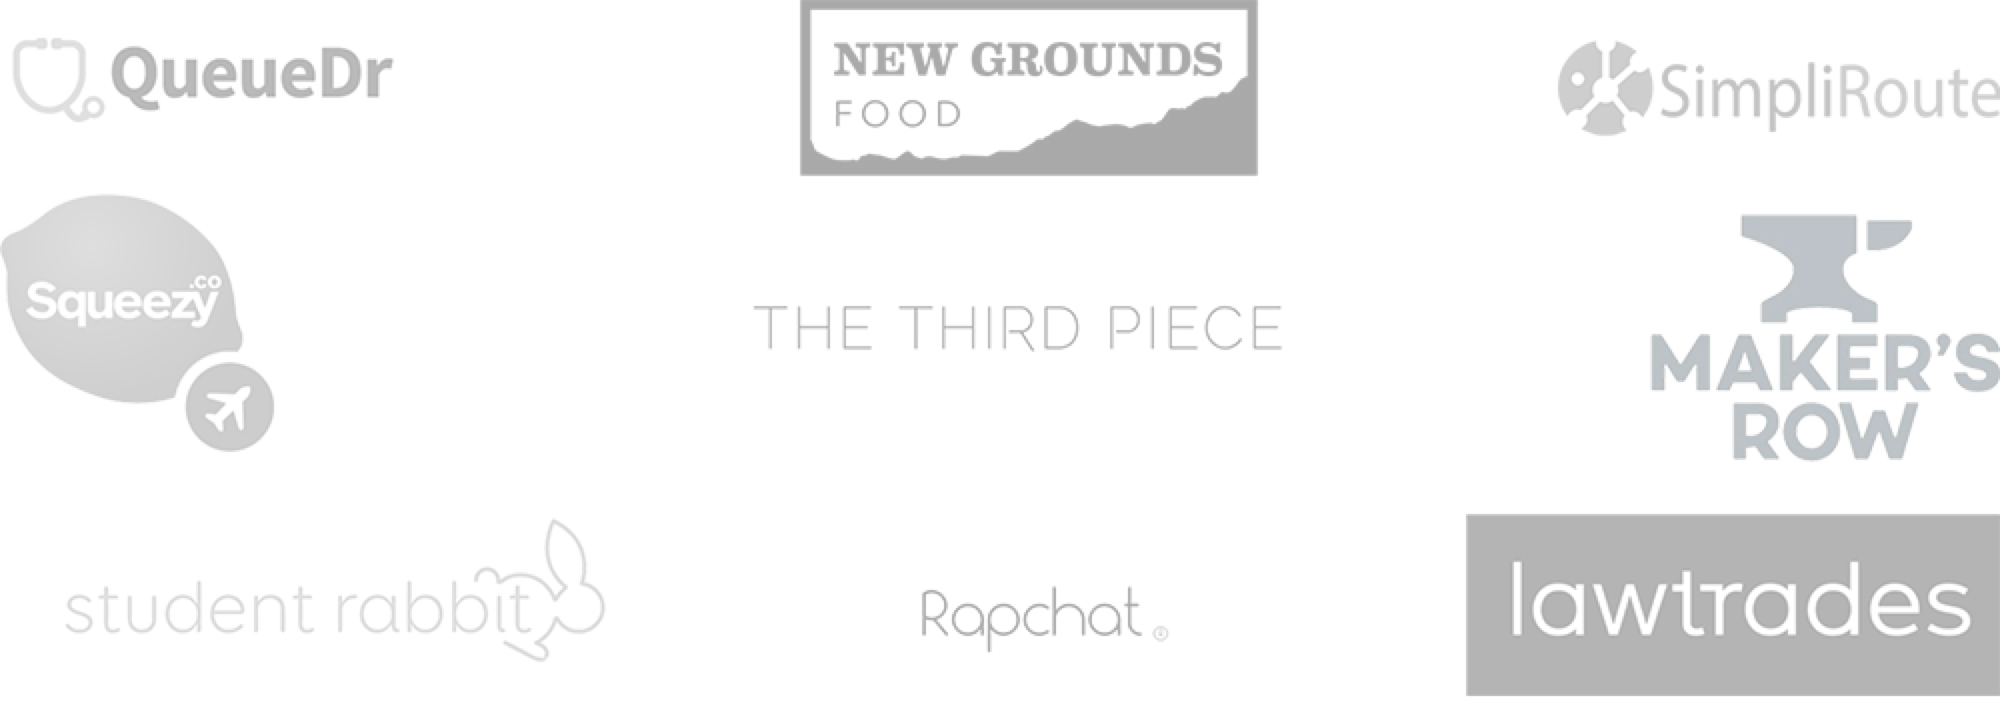 QueueDr
NEW GROUNDS
FOOD
SimpliRoute
Squeezy.co
THE THIRD PIECE
MAKER'S
ROW
student rabbit
Rapchat
lawtrades